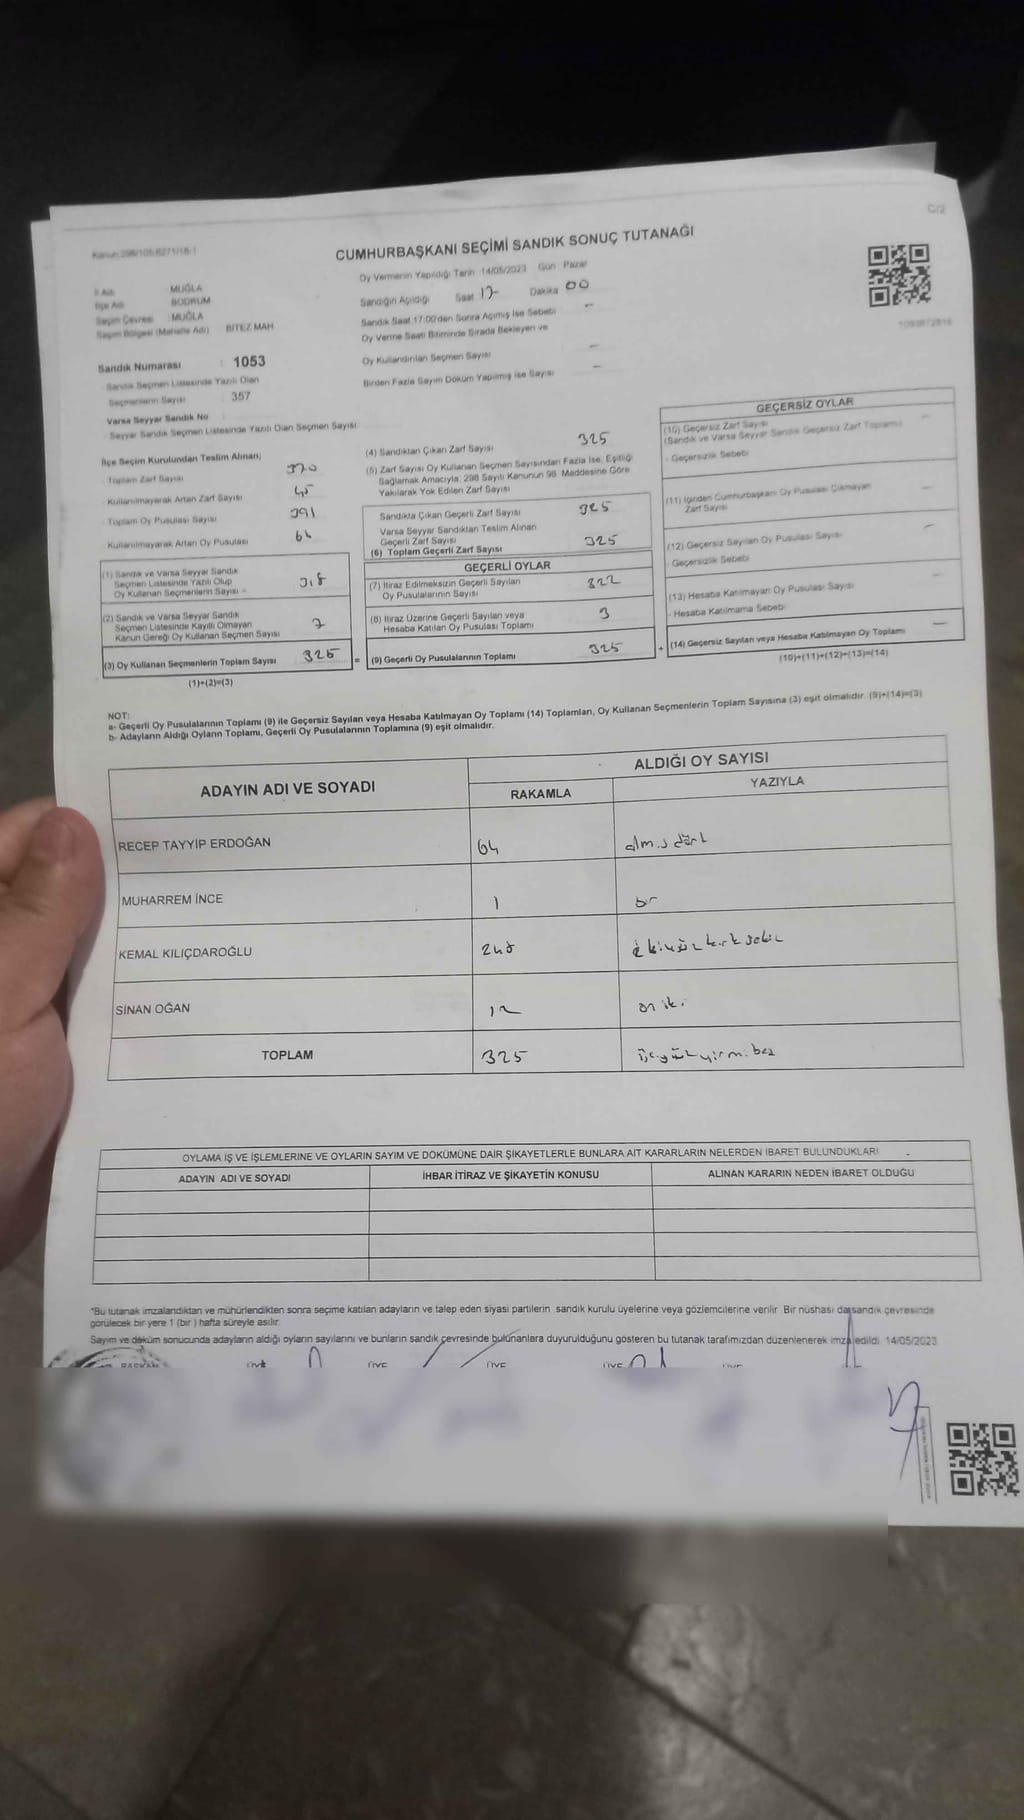 Kanun:298/105-6271/16-1
C/2
CUMHURBAŞKANI SEÇİMİ SANDIK SONUÇ TUTANAĞI
Oy Vermenin Yapıldığı Tarih 14/05/2023 Gün Pazar
İl Adı : MUĞLA
İlçe Adı BODRUM
Seçim Çevresi : MUĞLA
Seçim Bölgesi (Mahalle Adı) BİTEZ MAH
Sandığın Açıldığı Saat 17 Dakika 00
Sandık Saat 17:00'den Sonra Açılmış İse Sebebi –
Oy Verme Saati Bitiminde Sırada Bekleyen ve
Oy Kullandırılan Seçmen Sayısı –
Birden Fazla Sayım Döküm Yapılmış ise Sayısı –
Sandık Numarası : 1053
Sandık Seçmen Listesinde Yazılı Olan
Seçmenlerin Sayısı 357
Varsa Seyyar Sandık No
- Seyyar Sandık Seçmen Listesinde Yazılı Olan Seçmen Sayısı
İlçe Seçim Kurulundan Teslim Alınan;
- Toplam Zarf Sayısı 370
- Kullanılmayarak Artan Zarf Sayısı 45
- Toplam Oy Pusulası Sayısı 391
- Kullanılmayarak Artan Oy Pusulası 66
(1) Sandık ve Varsa Seyyar Sandık
Seçmen Listesinde Yazılı Olup
Oy Kullanan Seçmenlerin Sayısı 318
(2) Sandık ve Varsa Seyyar Sandık
Seçmen Listesinde Kayıtlı Olmayan
Kanun Gereği Oy Kullanan Seçmen Sayısı 7
(3) Oy Kullanan Seçmenlerin Toplam Sayısı 325 =
(1)+(2)=(3)
(4) Sandıktan Çıkan Zarf Sayısı 325
(5) Zarf Sayısı Oy Kullanan Seçmen Sayısından Fazla İse, Eşitliği
Sağlamak Amacıyla, 298 Sayılı Kanunun 98. Maddesine Göre
Yakılarak Yok Edilen Zarf Sayısı
Sandıkta Çıkan Geçerli Zarf Sayısı 325
Varsa Seyyar Sandıktan Teslim Alınan
Geçerli Zarf Sayısı
(6) Toplam Geçerli Zarf Sayısı 325
GEÇERLİ OYLAR
(7) İtiraz Edilmeksizin Geçerli Sayılan
Oy Pusulalarının Sayısı 322
(8) İtiraz Üzerine Geçerli Sayılan veya
Hesaba Katılan Oy Pusulası Toplamı 3
(9) Geçerli Oy Pusulalarının Toplamı 325 +
GEÇERSİZ OYLAR
(10) Geçersiz Zarf Sayısı –
(Sandık ve Varsa Seyyar Sandık Geçersiz Zarf Toplamı)
- Geçersizlik Sebebi
(11) İçinden Cumhurbaşkanı Oy Pusulası Çıkmayan –
Zarf Sayısı
(12) Geçersiz Sayılan Oy Pusulası Sayısı –
- Geçersizlik Sebebi
(13) Hesaba Katılmayan Oy Pusulası Sayısı –
- Hesaba Katılmama Sebebi
(14) Geçersiz Sayılan veya Hesaba Katılmayan Oy Toplamı –
(10)+(11)+(12)+(13)=(14)
NOT:
a- Geçerli Oy Pusulalarının Toplamı (9) ile Geçersiz Sayılan veya Hesaba Katılmayan Oy Toplamı (14) Toplamları, Oy Kullanan Seçmenlerin Toplam Sayısına (3) eşit olmalıdır. (9)+(14)=(3)
b- Adayların Aldığı Oyların Toplamı, Geçerli Oy Pusulalarının Toplamına (9) eşit olmalıdır.
ADAYIN ADI VE SOYADI
ALDIĞI OY SAYISI
RAKAMLA YAZIYLA
RECEP TAYYİP ERDOĞAN 64 altmış dört
MUHARREM İNCE 1 bir
KEMAL KILIÇDAROĞLU 248 ikiyüz kırk sekiz
SİNAN OĞAN 12 on iki
TOPLAM 325 üçyüz yirmi beş
OYLAMA İŞ VE İŞLEMLERİNE VE OYLARIN SAYIM VE DÖKÜMÜNE DAİR ŞİKAYETLERLE BUNLARA AİT KARARLARIN NELERDEN İBARET BULUNDUKLARI
ADAYIN ADI VE SOYADI İHBAR İTİRAZ VE ŞİKAYETİN KONUSU ALINAN KARARIN NEDEN İBARET OLDUĞU
*Bu tutanak imzalandıktan ve mühürlendikten sonra seçime katılan adayların ve talep eden siyasi partilerin sandık kurulu üyelerine veya gözlemcilerine verilir. Bir nüshası da sandık çevresinde
görülecek bir yere 1 (bir) hafta süreyle asılır.
Sayım ve döküm sonucunda adayların aldığı oyların sayılarını ve bunların sandık çevresinde bulunanlara duyurulduğunu gösteren bu tutanak tarafımızdan düzenlenerek imza edildi. 14/05/2023
BAŞKAN ÜYE ÜYE ÜYE ÜYE ÜYE